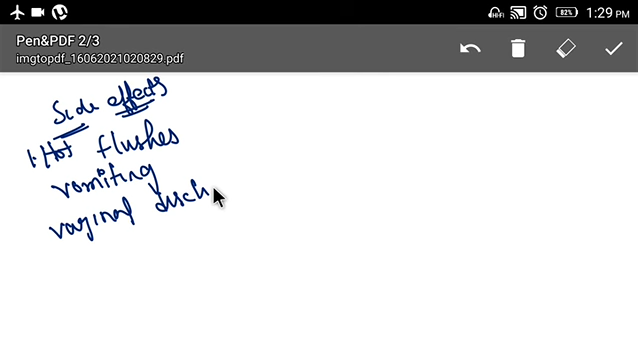 82%
1:29 PM
Pen&PDF 2/3
imgtopdf_16062021020829.pdf
Side effects
1. Hot flushes
vomiting
vaginal disch